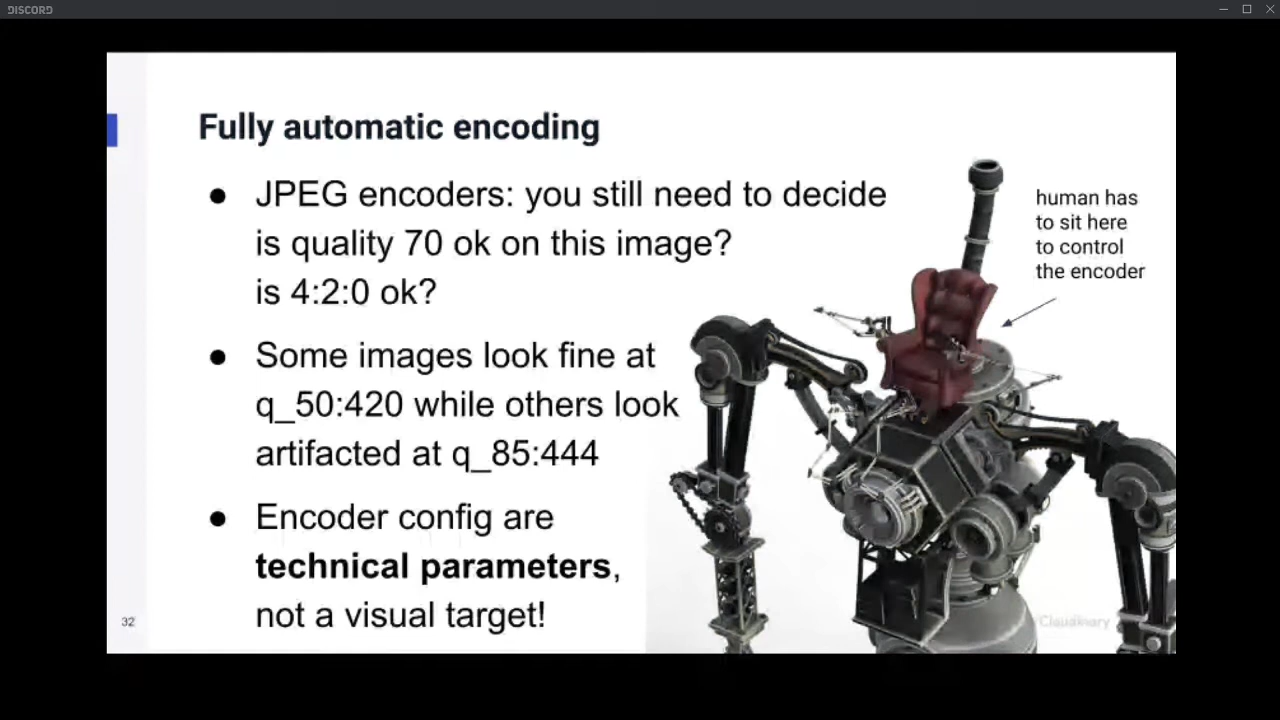 DISCORD
Fully automatic encoding
● JPEG encoders: you still need to decide
is quality 70 ok on this image?
is 4:2:0 ok?
● Some images look fine at
q_50:420 while others look
artifacted at q_85:444
● Encoder config are
technical parameters,
not a visual target!
human has
to sit here
to control
the encoder
32
Cloudinary